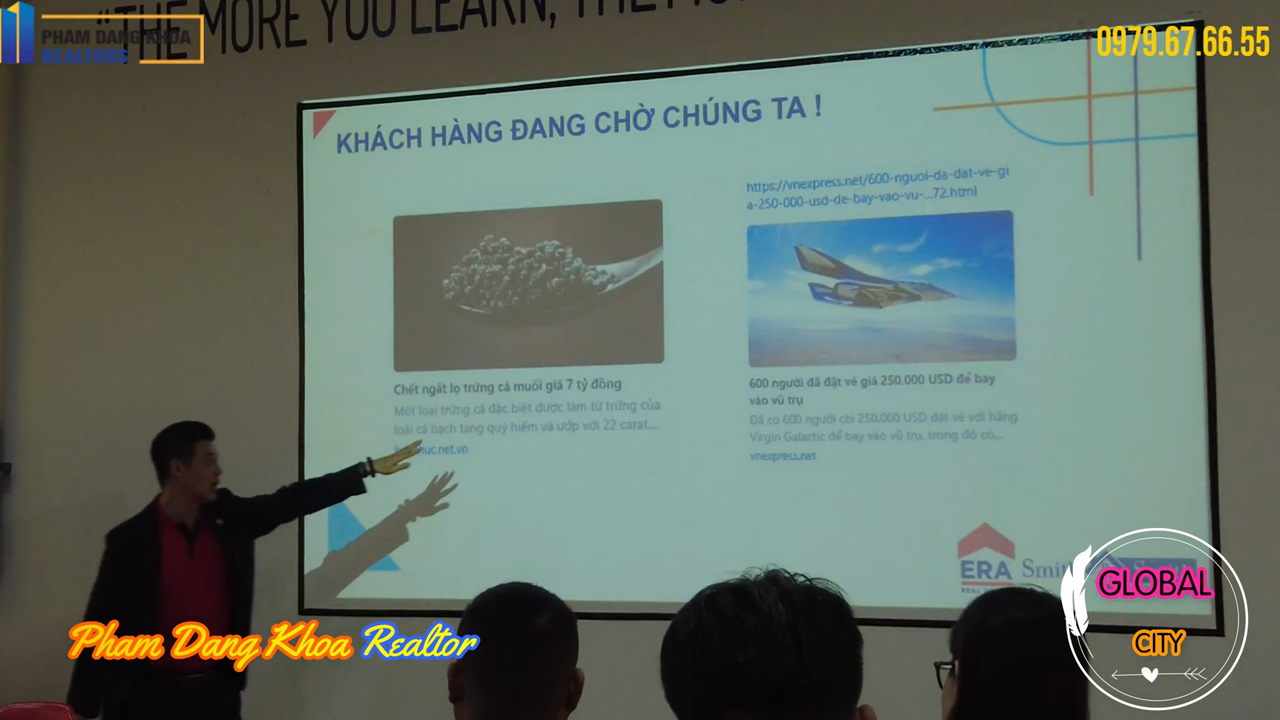 "THE MORE YOU LEARN, THE MO
PHAM DANG KHOA
REALTORS
0979.67.66.55
KHÁCH HÀNG ĐANG CHỜ CHÚNG TA !
https://vnexpress.net/600-nguoi-da-dat-ve-gi
a-250-000-usd-de-bay-vao-vu-...72.html
Chết ngất lọ trứng cá muối giá 7 tỷ đồng
Một loại trứng cá đặc biệt được làm từ trứng của
loài cá bạch tạng quý hiếm và ướp với 22 carat...
uc.net.vn
600 người đã đặt vé giá 250.000 USD để bay
vào vũ trụ
Đã có 600 người chi 250.000 USD đặt vé với hãng
Virgin Galactic để bay vào vũ trụ, trong đó có...
vnexpress.net
ERA
REAL
Smit
GLOBAL
CITY
Pham Dang Khoa Realtor